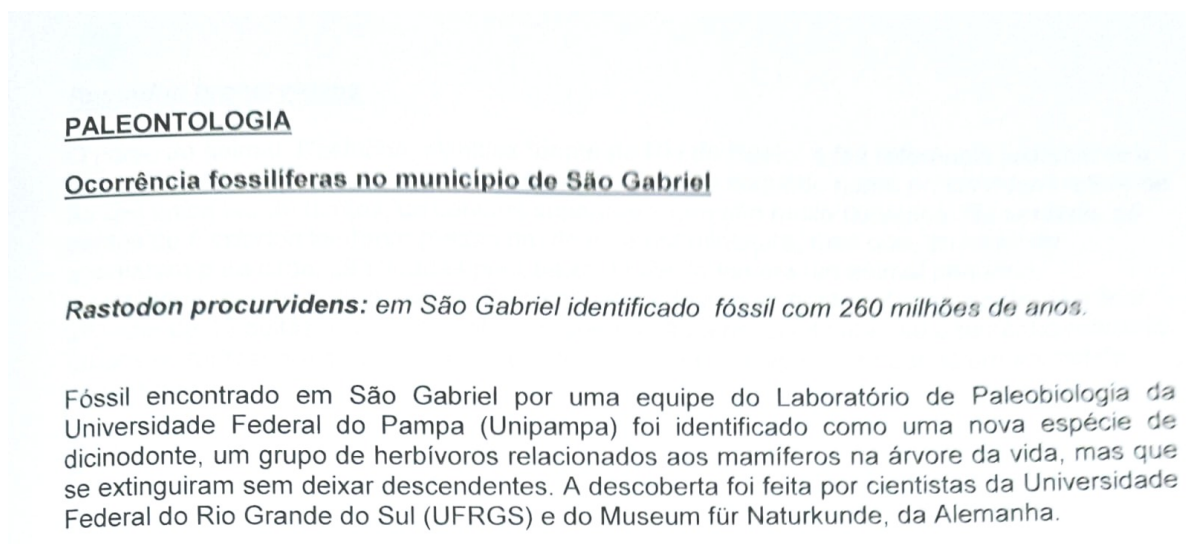 PALEONTOLOGIA
Ocorrência fossilíferas no município de São Gabriel
Rastodon procurvidens: em São Gabriel identificado fóssil com 260 milhões de anos.
Fóssil encontrado em São Gabriel por uma equipe do Laboratório de Paleobiologia da
Universidade Federal do Pampa (Unipampa) foi identificado como uma nova espécie de
dicinodonte, um grupo de herbívoros relacionados aos mamíferos na árvore da vida, mas que
se extinguiram sem deixar descendentes. A descoberta foi feita por cientistas da Universidade
Federal do Rio Grande do Sul (UFRGS) e do Museum für Naturkunde, da Alemanha.